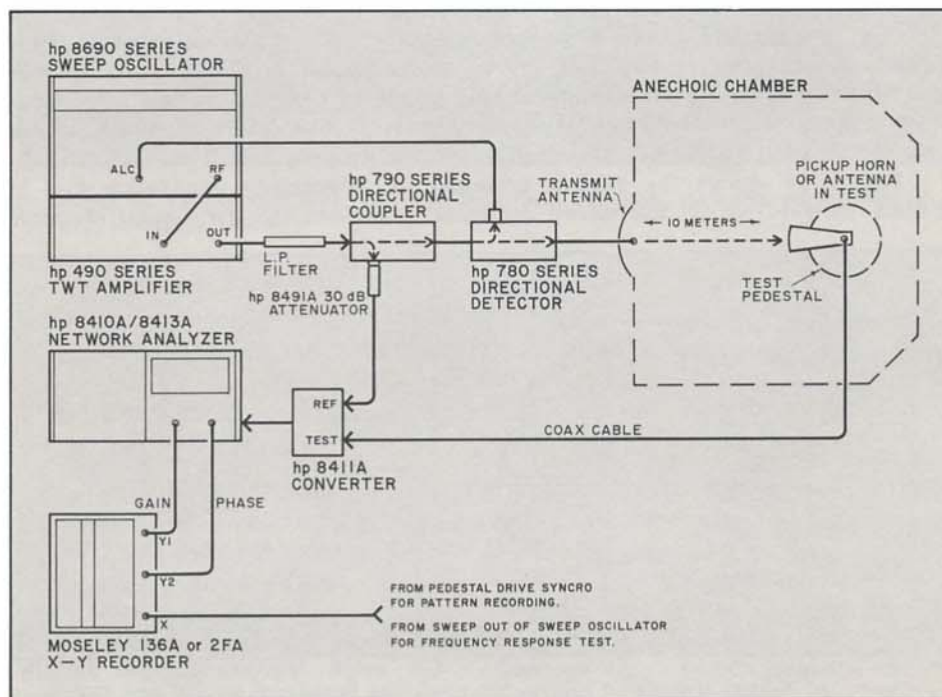 hp 8690 SERIES
SWEEP OSCILLATOR
ALC
RF
IN
OUT
hp 490 SERIES
TWT AMPLIFIER
L.P.
FILTER
hp 790 SERIES
DIRECTIONAL
COUPLER
hp 8491A 30 dB
ATTENUATOR
hp 780 SERIES
DIRECTIONAL
DETECTOR
ANECHOIC CHAMBER
TRANSMIT
ANTENNA
10 METERS
PICKUP HORN
OR ANTENNA
IN TEST
TEST
PEDESTAL
hp 8410A/8413A
NETWORK ANALYZER
REF
TEST
hp 8411A
CONVERTER
COAX CABLE
GAIN
PHASE
Y1
Y2
X
MOSELEY 136A or 2FA
X-Y RECORDER
FROM PEDESTAL DRIVE SYNCRO
FOR PATTERN RECORDING.
FROM SWEEP OUT OF SWEEP OSCILLATOR
FOR FREQUENCY RESPONSE TEST.